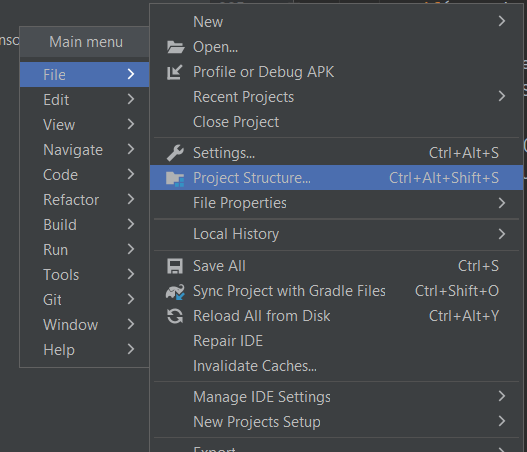 Main menu
File
Edit
View
Navigate
Code
Refactor
Build
Run
Tools
Git
Window
Help
New
Open...
Profile or Debug APK
Recent Projects
Close Project
Settings... Ctrl+Alt+S
Project Structure... Ctrl+Alt+Shift+S
File Properties
Local History
Save All Ctrl+S
Sync Project with Gradle Files Ctrl+Shift+O
Reload All from Disk Ctrl+Alt+Y
Repair IDE
Invalidate Caches...
Manage IDE Settings
New Projects Setup
Export